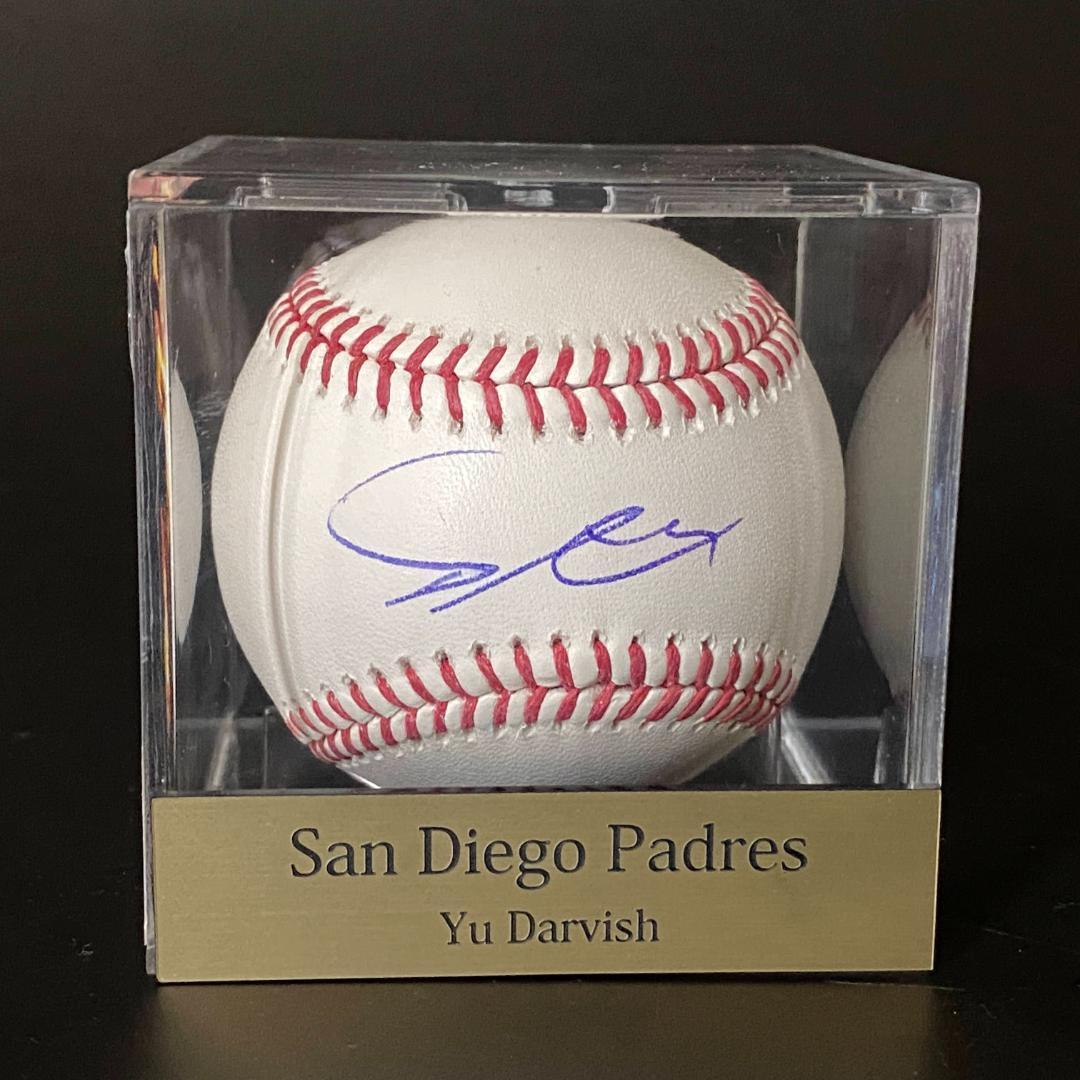 San Diego Padres
Yu Darvish